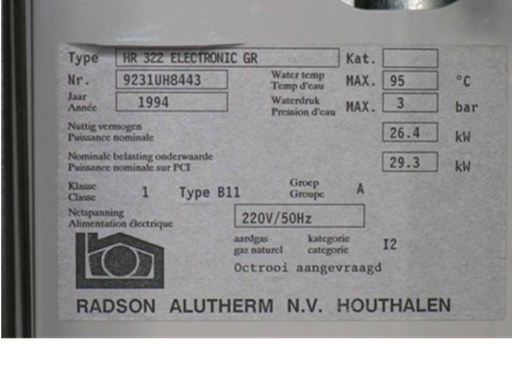 Type HR 322 ELECTRONIC GR Kat.
Nr. 9231UH8443 Water temp Temp d'eau MAX. 95 °C
Jaar Année 1994 Waterdruk Pression d'eau MAX. 3 bar
Nuttig vermogen
Puissance nominale 26.4 kW
Nominale belasting onderwaarde
Puissance nominale sur PCI 29.3 kW
Klasse Classe 1 Type B11 Groep Groupe A
Netspanning
Alimentation électrique 220V/50Hz
aardgas kategorie
gaz naturel categorie I2
Octrooi aangevraagd
RADSON ALUTHERM N.V. HOUTHALEN